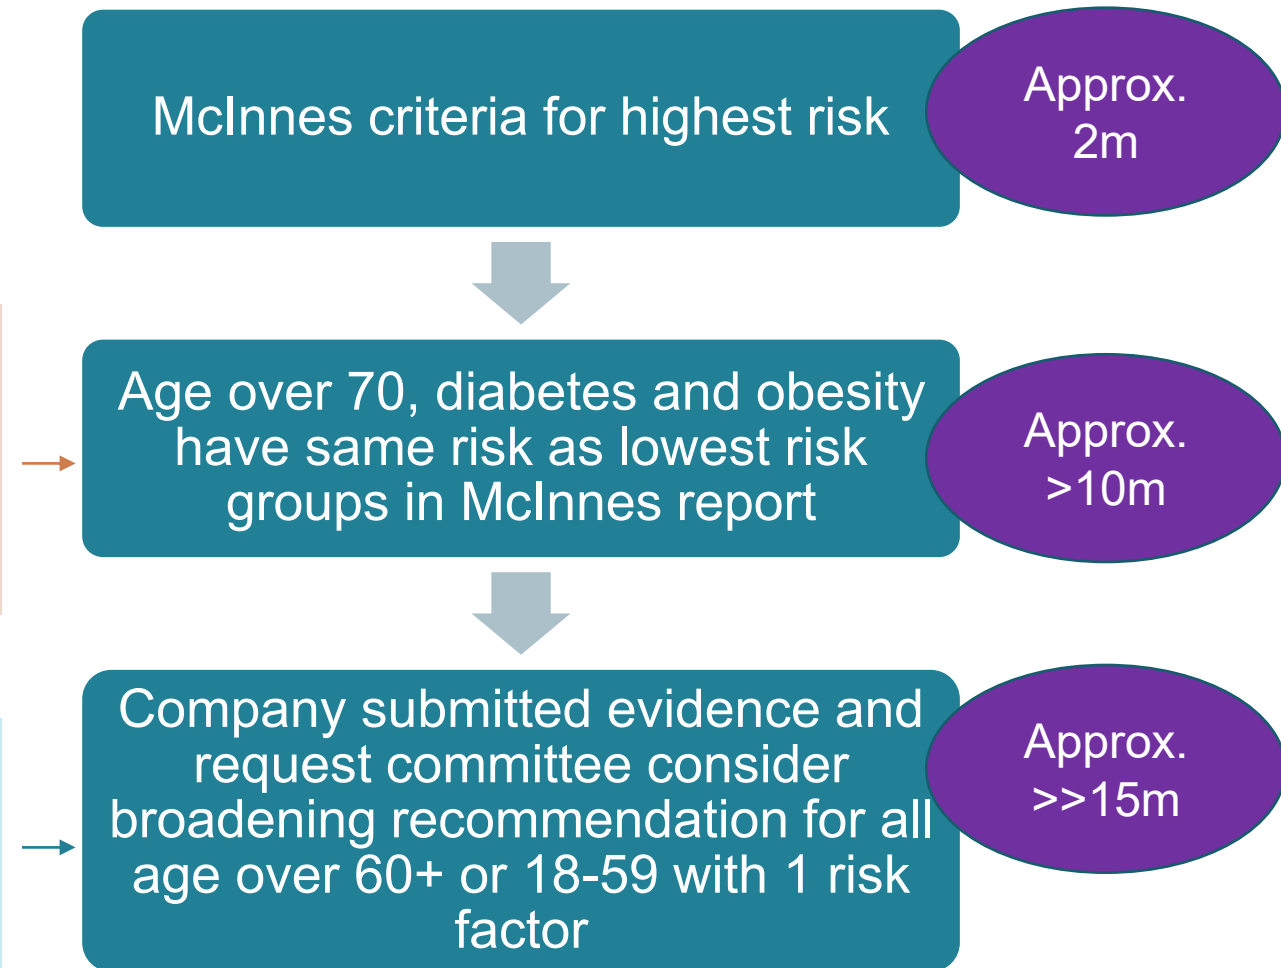 McInnes criteria for highest risk
Approx.
2m
Age over 70, diabetes and obesity
have same risk as lowest risk
groups in McInnes report
Approx.
>10m
Company submitted evidence and
request committee consider
broadening recommendation for all
age over 60+ or 18-59 with 1 risk
factor
Approx.
>>15m